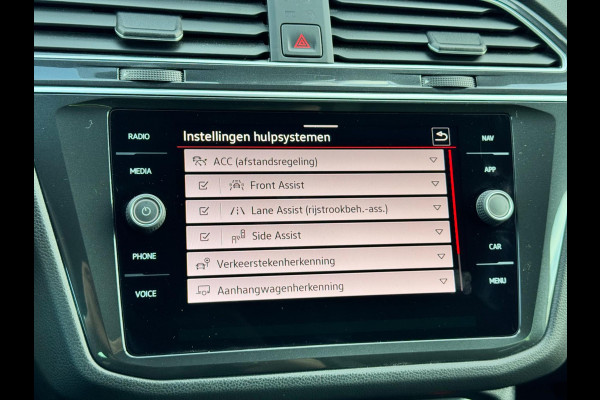 RADIO
MEDIA
PHONE
VOICE
Instellingen hulpsystemen
ACC (afstandsregeling)
Front Assist
Lane Assist (rijstrookbeh.-ass.)
Side Assist
Verkeerstekenherkenning
Aanhangwagenherkenning
NAV
APP
CAR
MENU